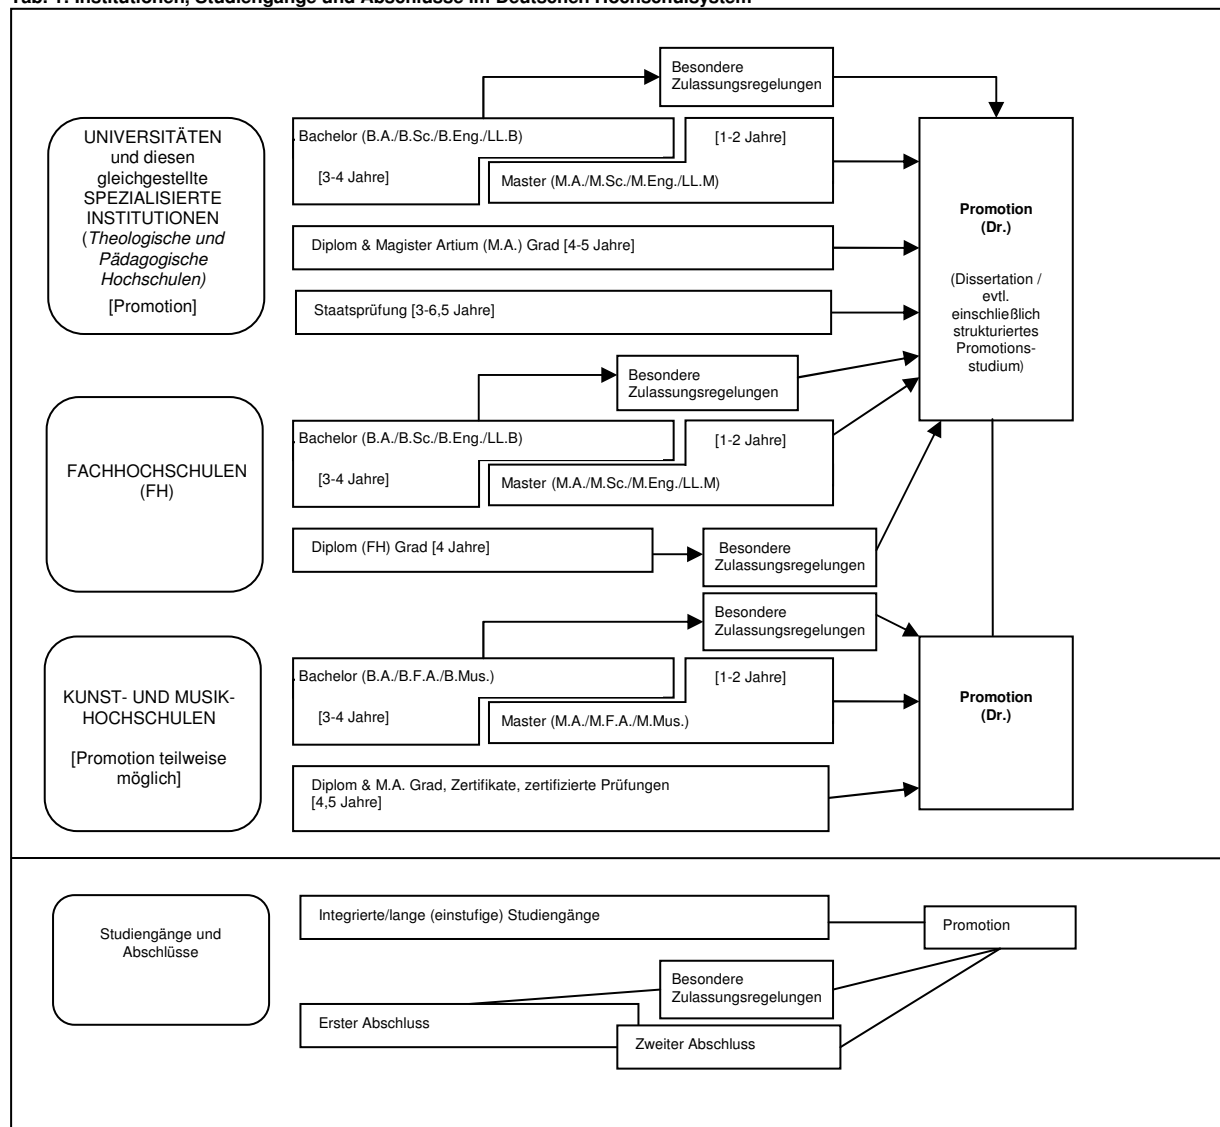 Tab. 1: Institutionen, Studiengänge und Abschlüsse im Deutschen Hochschulsystem
Besondere
Zulassungsregelungen
UNIVERSITÄTEN
und diesen
gleichgestellte
SPEZIALISIERTE
INSTITUTIONEN
(Theologische und
Pädagogische
Hochschulen)
[Promotion]
Bachelor (B.A./B.Sc./B.Eng./LL.B)
[3-4 Jahre]
[1-2 Jahre]
Master (M.A./M.Sc./M.Eng./LL.M)
Diplom & Magister Artium (M.A.) Grad [4-5 Jahre]
Staatsprüfung [3-6,5 Jahre]
Promotion
(Dr.)
(Dissertation /
evtl.
einschließlich
strukturiertes
Promotions-
studium)
Besondere
Zulassungsregelungen
FACHHOCHSCHULEN
(FH)
Bachelor (B.A./B.Sc./B.Eng./LL.B)
[3-4 Jahre]
[1-2 Jahre]
Master (M.A./M.Sc./M.Eng./LL.M)
Diplom (FH) Grad [4 Jahre]
Besondere
Zulassungsregelungen
Besondere
Zulassungsregelungen
KUNST- UND MUSIK-
HOCHSCHULEN
[Promotion teilweise
möglich]
Bachelor (B.A./B.F.A./B.Mus.)
[3-4 Jahre]
[1-2 Jahre]
Master (M.A./M.F.A./M.Mus.)
Diplom & M.A. Grad, Zertifikate, zertifizierte Prüfungen
[4,5 Jahre]
Promotion
(Dr.)
Studiengänge und
Abschlüsse
Integrierte/lange (einstufige) Studiengänge
Promotion
Besondere
Zulassungsregelungen
Erster Abschluss
Zweiter Abschluss